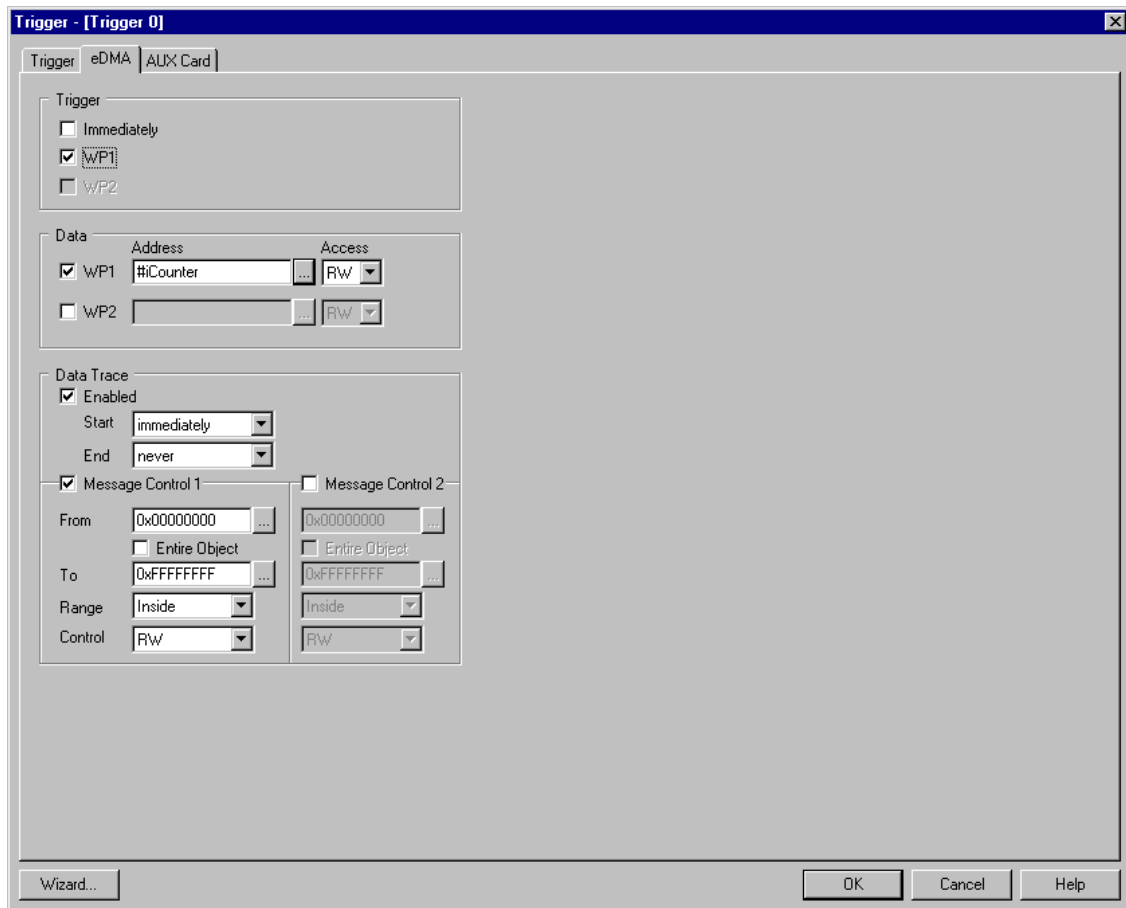 Trigger - [Trigger 0]
Trigger eDMA AUX Card
Trigger
Immediately
WP1
WP2
Data
Address Access
WP1 #iCounter ... RW
WP2 ... RW
Data Trace
Enabled
Start immediately
End never
Message Control 1 Message Control 2
From 0x00000000 ... 0x00000000 ...
Entire Object Entire Object
To 0xFFFFFFFF ... 0xFFFFFFFF ...
Range Inside Inside
Control RW RW
Wizard... OK Cancel Help